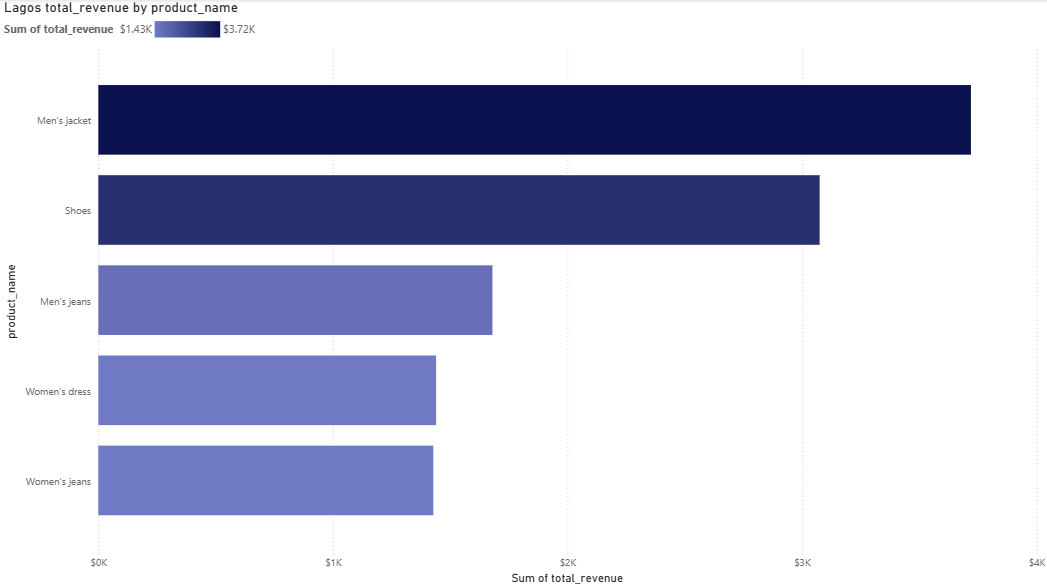 Lagos total_revenue by product_name
Sum of total_revenue $1.43K $3.72K
Men's jacket
Shoes
Men's jeans
Women's dress
Women's jeans
product_name
$0K $1K $2K $3K $4K
Sum of total_revenue